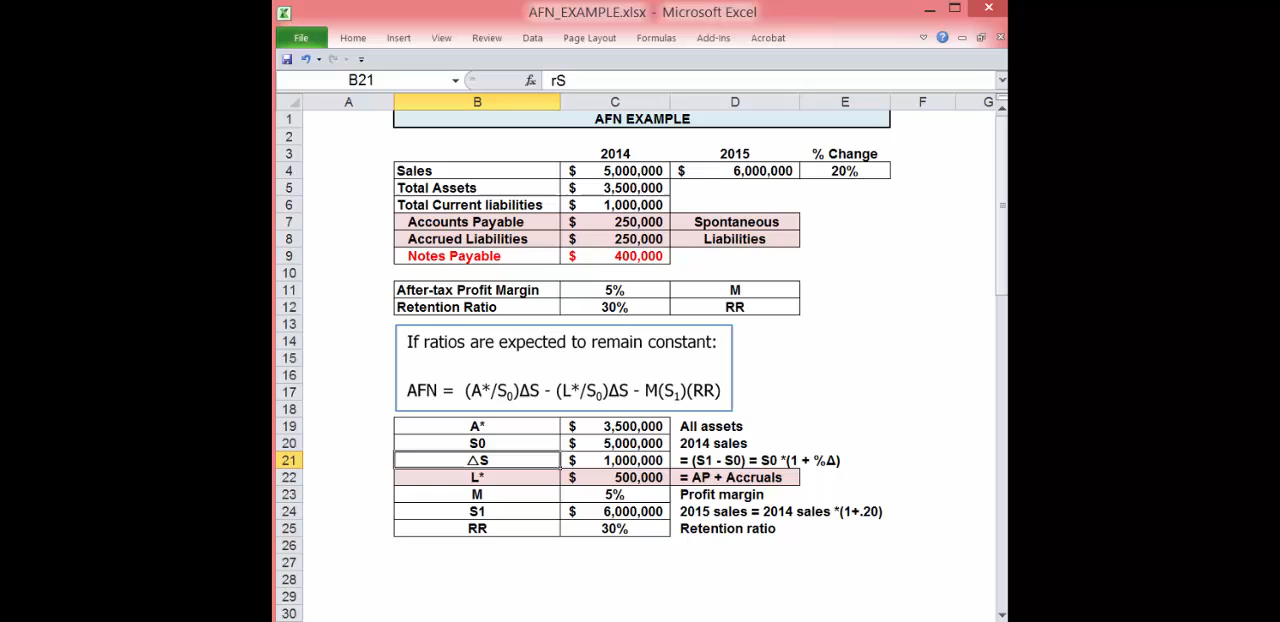 AFN_EXAMPLE.xlsx - Microsoft Excel
File Home Insert View Review Data Page Layout Formulas Add-Ins Acrobat
B21 fx rS
A B C D E F G
1 AFN EXAMPLE
2
3 2014 2015 % Change
4 Sales $ 5,000,000 $ 6,000,000 20%
5 Total Assets $ 3,500,000
6 Total Current liabilities $ 1,000,000
7 Accounts Payable $ 250,000 Spontaneous
8 Accrued Liabilities $ 250,000 Liabilities
9 Notes Payable $ 400,000
10
11 After-tax Profit Margin 5% M
12 Retention Ratio 30% RR
13
14 If ratios are expected to remain constant:
15
16
17 AFN = (A*/S₀)ΔS - (L*/S₀)ΔS - M(S₁)(RR)
18
19 A* $ 3,500,000 All assets
20 S0 $ 5,000,000 2014 sales
21 △S $ 1,000,000 = (S1 - S0) = S0 *(1 + %Δ)
22 L* $ 500,000 = AP + Accruals
23 M 5% Profit margin
24 S1 $ 6,000,000 2015 sales = 2014 sales *(1+.20)
25 RR 30% Retention ratio
26
27
28
29
30